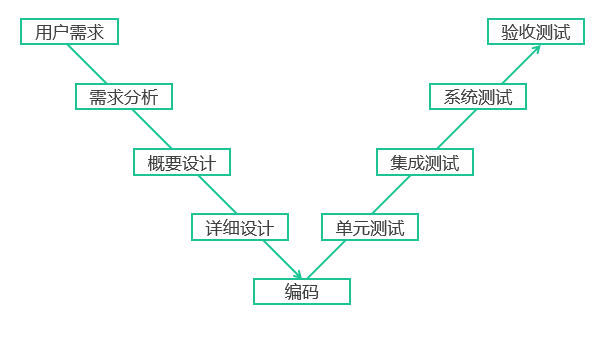 用户需求
验收测试
需求分析
系统测试
概要设计
集成测试
详细设计
单元测试
编码